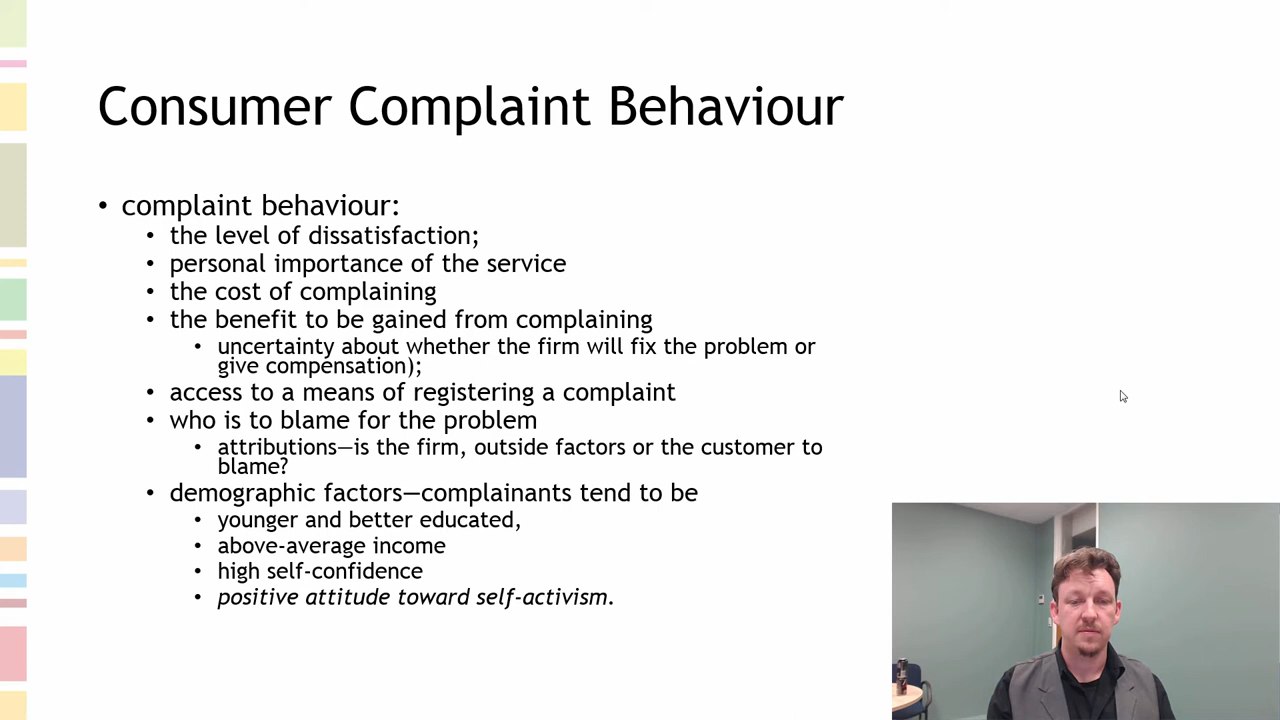 Consumer Complaint Behaviour
• complaint behaviour:
• the level of dissatisfaction;
• personal importance of the service
• the cost of complaining
• the benefit to be gained from complaining
• uncertainty about whether the firm will fix the problem or
give compensation);
• access to a means of registering a complaint
• who is to blame for the problem
• attributions—is the firm, outside factors or the customer to
blame?
• demographic factors—complainants tend to be
• younger and better educated,
• above-average income
• high self-confidence
• positive attitude toward self-activism.